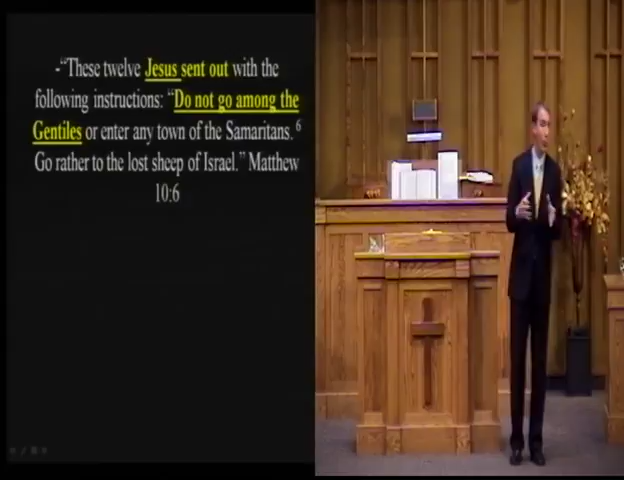 -“These twelve Jesus sent out with the
following instructions: “Do not go among the
Gentiles or enter any town of the Samaritans. 6
Go rather to the lost sheep of Israel.” Matthew
10:6